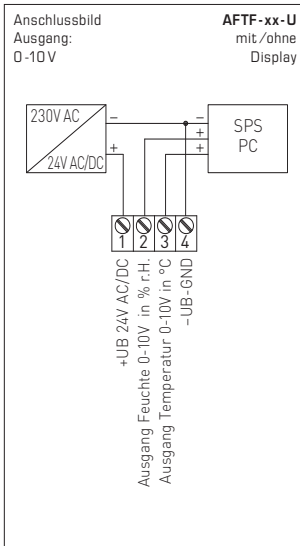 Anschlussbild
Ausgang:
0-10 V
AFTF-xx-U
mit/ohne
Display
230V AC
24V AC/DC
−
+
−
+
+
SPS
PC
1
2
3
4
+UB 24V AC/DC
Ausgang Feuchte 0-10V in % r.H.
Ausgang Temperatur 0-10V in °C
−UB-GND